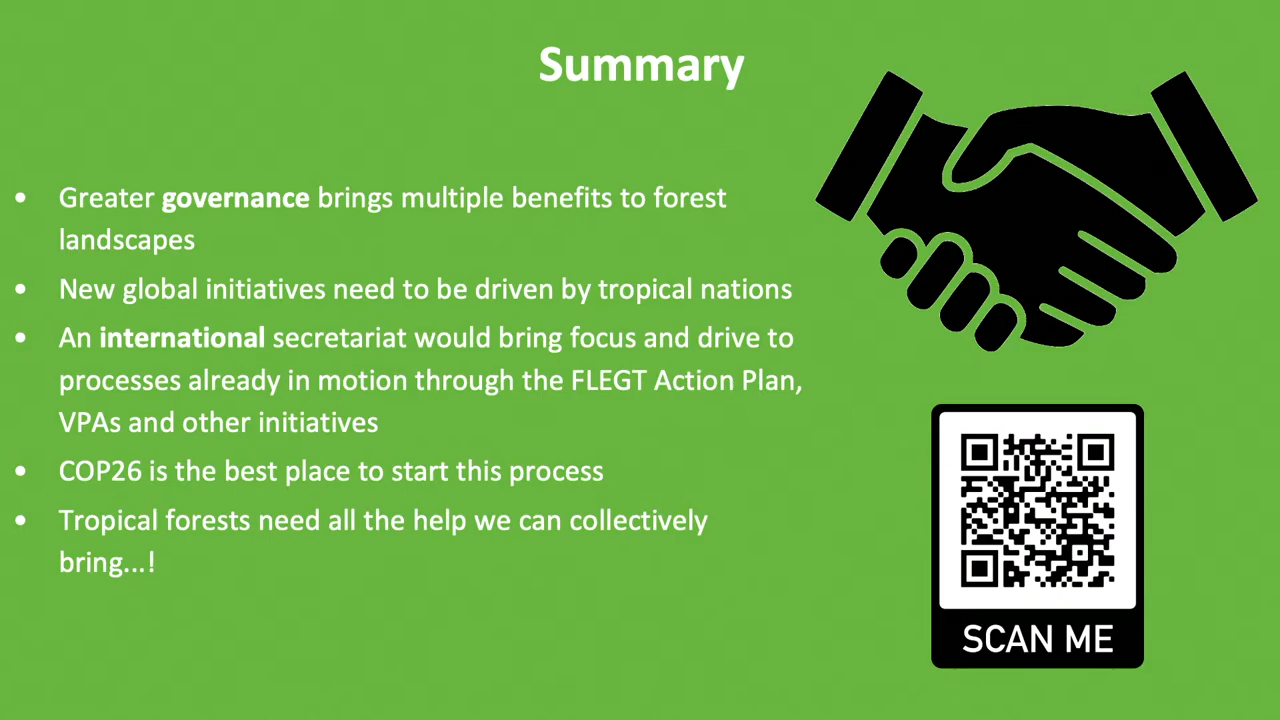 Summary
• Greater governance brings multiple benefits to forest
landscapes
• New global initiatives need to be driven by tropical nations
• An international secretariat would bring focus and drive to
processes already in motion through the FLEGT Action Plan,
VPAs and other initiatives
• COP26 is the best place to start this process
• Tropical forests need all the help we can collectively
bring...!
SCAN ME